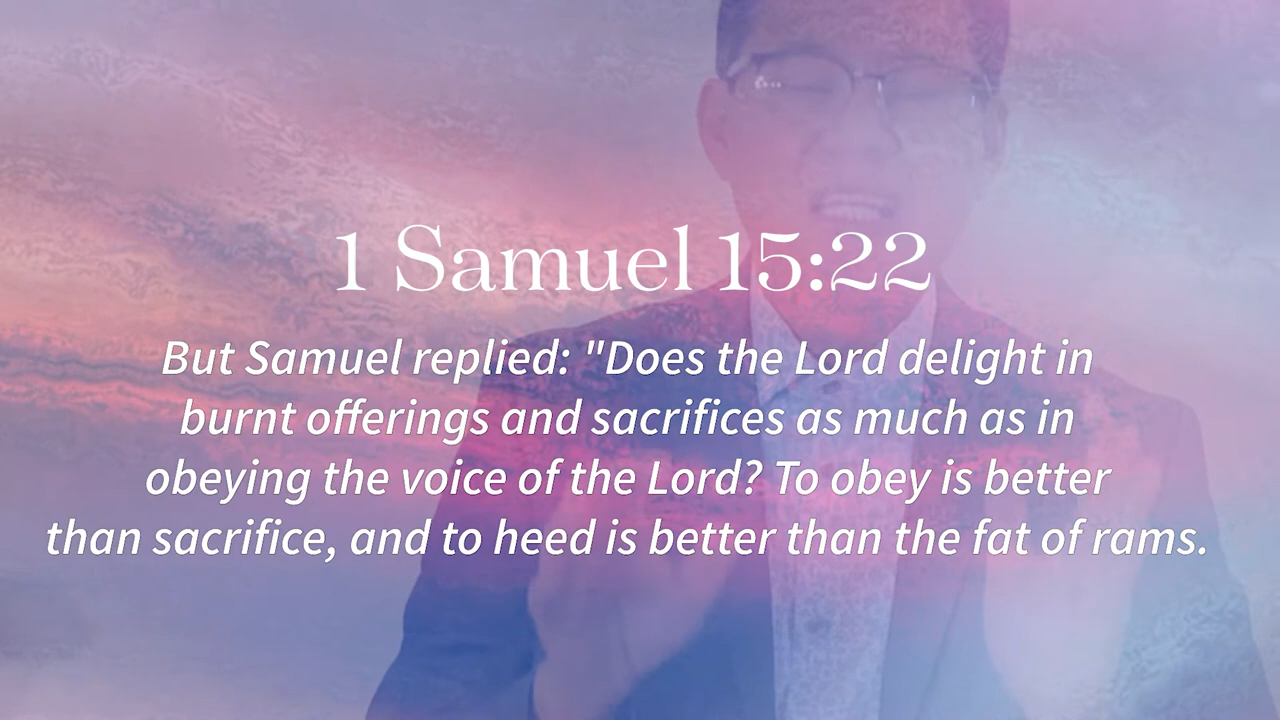 1 Samuel 15:22
But Samuel replied: "Does the Lord delight in
burnt offerings and sacrifices as much as in
obeying the voice of the Lord? To obey is better
than sacrifice, and to heed is better than the fat of rams.